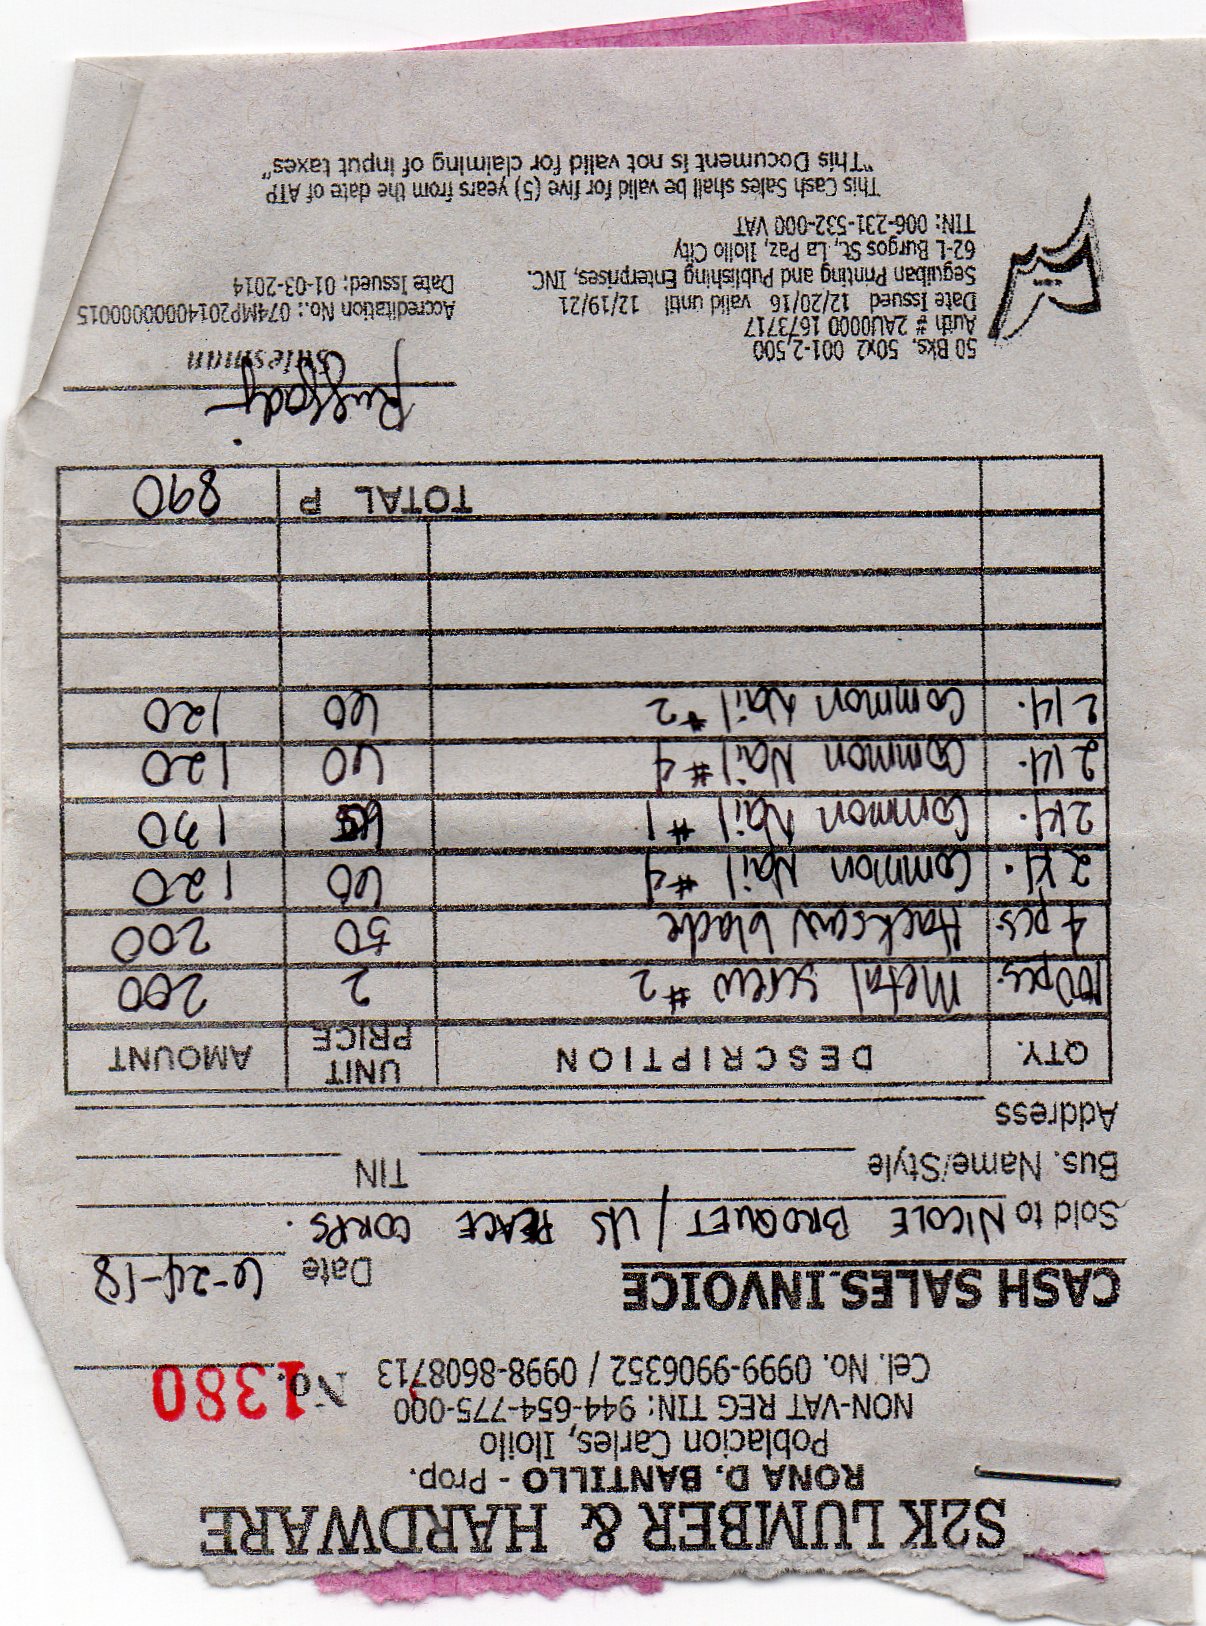 S2K LUMBER & HARDWARE
RONA D. BANTILLO - Prop.
Poblacion Carles, Iloilo
NON-VAT REG TIN: 944-654-775-000
Cel. No. 0999-9906352 / 0998-8608713 No. 1380
CASH SALES INVOICE Date 6-24-18
Sold to NICOLE BROQUET / US PEACE CORPS.
Bus. Name/Style TIN
Address
QTY. DESCRIPTION UNIT PRICE AMOUNT
100 pcs. Metal screw #2 2 200
4 pcs. Hacksaw blade 50 200
2 kl. Common Nail #4 60 120
2 kl. Common Nail #1 65 130
2 kl. Common Nail #4 60 120
2 kl. Common Nail #2 60 120
TOTAL P 890
Salesman
50 Bks. 50x2 001-2,500
Auth # 2AU0000 1673717
Date Issued 12/20/16 valid until 12/19/21
Seguiban Printing and Publishing Enterprises, INC.
62-L Burgos St., La Paz, Iloilo City
TIN: 006-231-532-000 VAT
Accreditation No.: 074MP20140000000015
Date Issued: 01-03-2014
This Cash Sales shall be valid for five (5) years from the date of ATP
"This Document is not valid for claiming of input taxes"